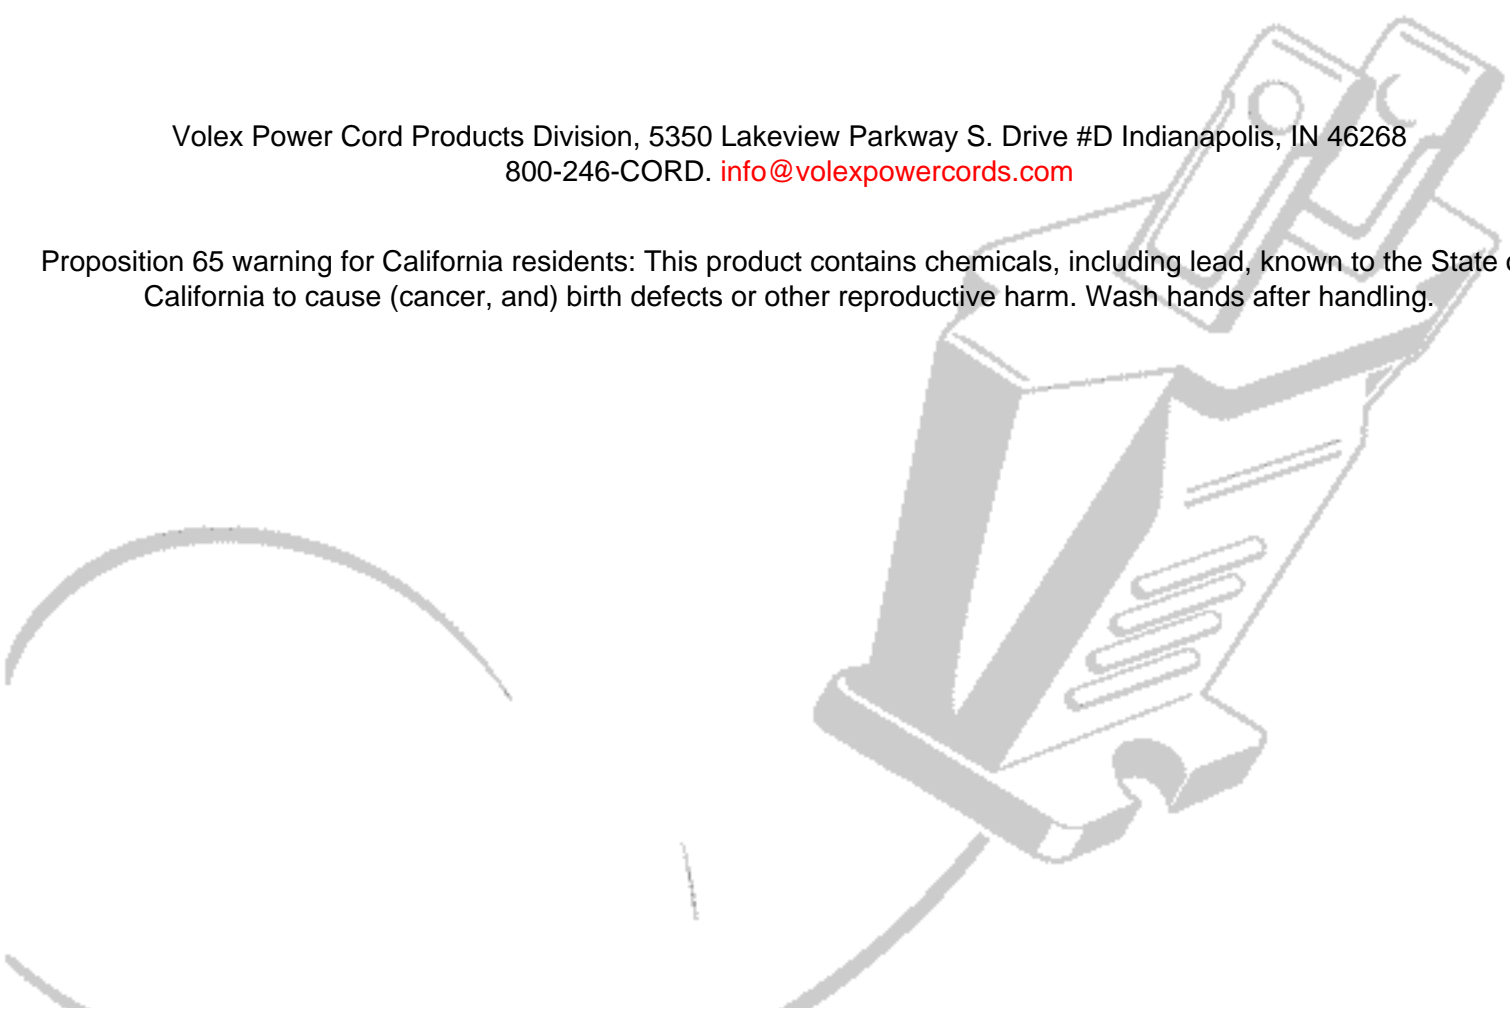 Volex Power Cord Products Division, 5350 Lakeview Parkway S. Drive #D Indianapolis, IN 46268
800-246-CORD. info@volexpowercords.com
Proposition 65 warning for California residents: This product contains chemicals, including lead, known to the State
California to cause (cancer, and) birth defects or other reproductive harm. Wash hands after handling.